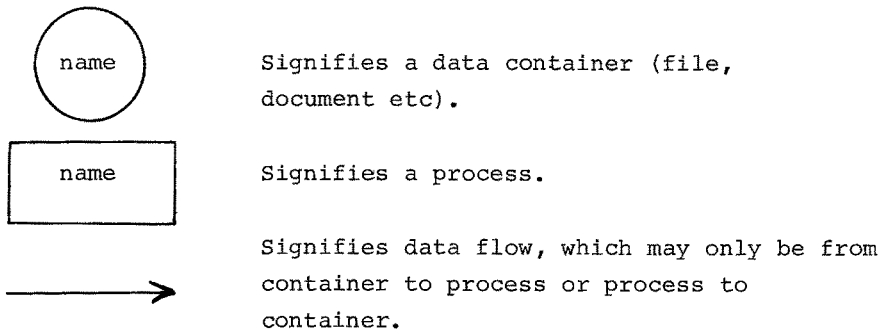 name
Signifies a data container (file,
document etc).
name
Signifies a process.
Signifies data flow, which may only be from
container to process or process to
container.